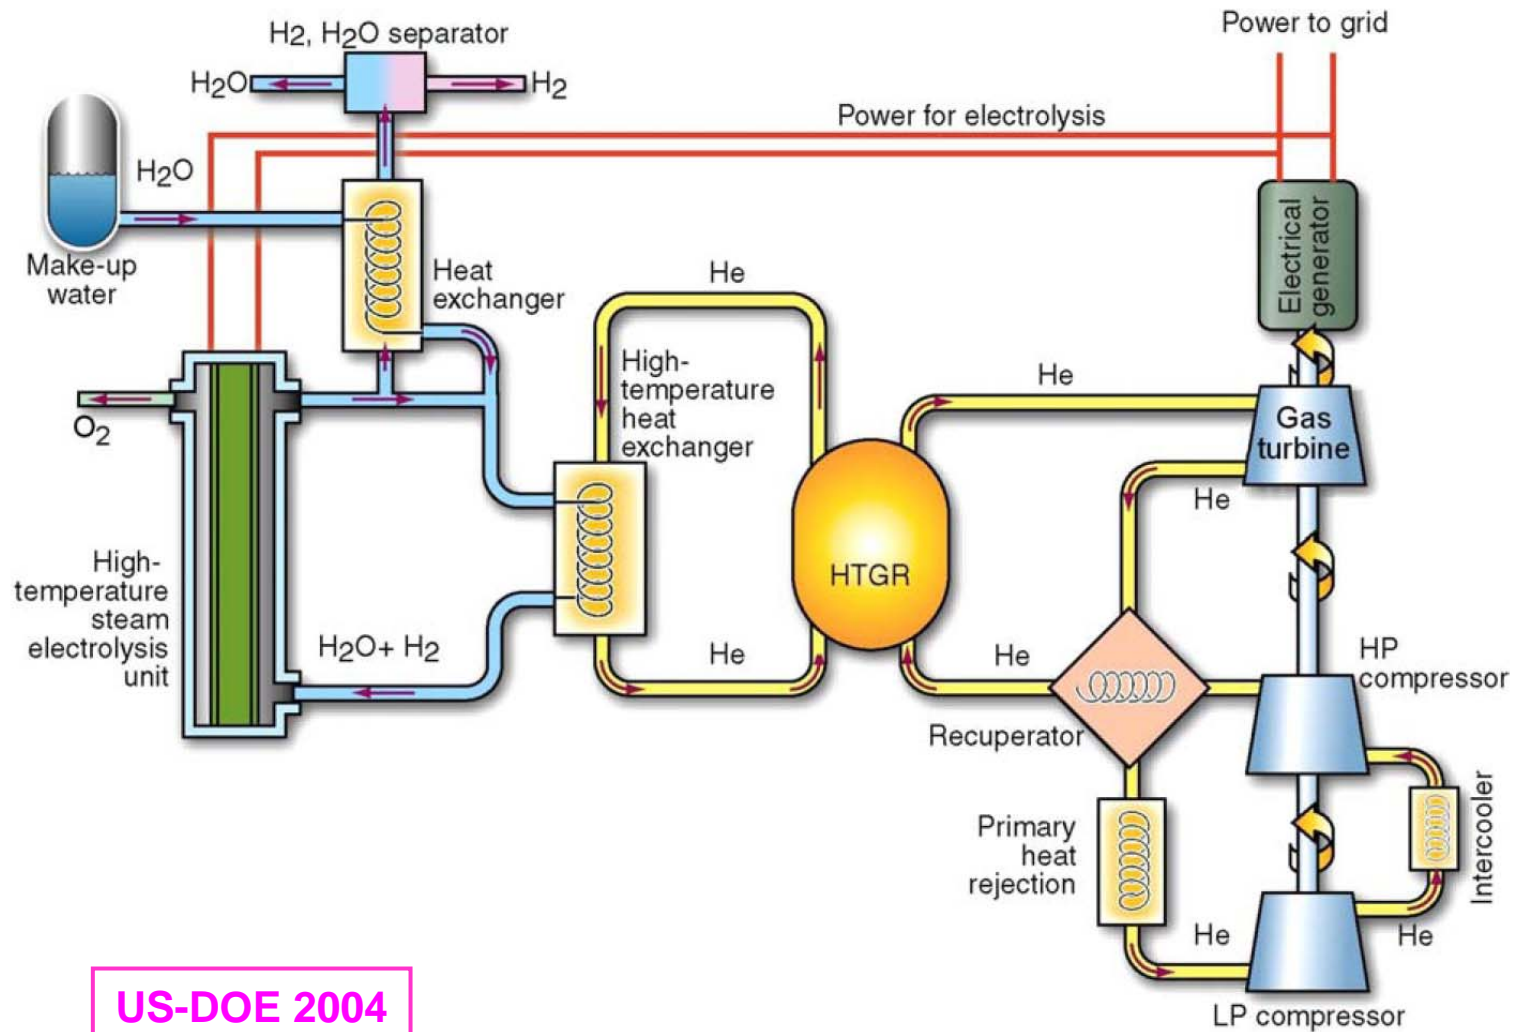 H2, H2O separator
Power to grid
H₂O
H₂
Power for electrolysis
H₂O
Make-up
water
Heat
exchanger
He
Electrical
generator
High-
temperature
heat
exchanger
He
Gas
turbine
O₂
He
HTGR
High-
temperature
steam
electrolysis
unit
H₂O+ H₂
He
He
HP
compressor
Recuperator
Primary
heat
rejection
Intercooler
He
He
LP compressor
US-DOE 2004